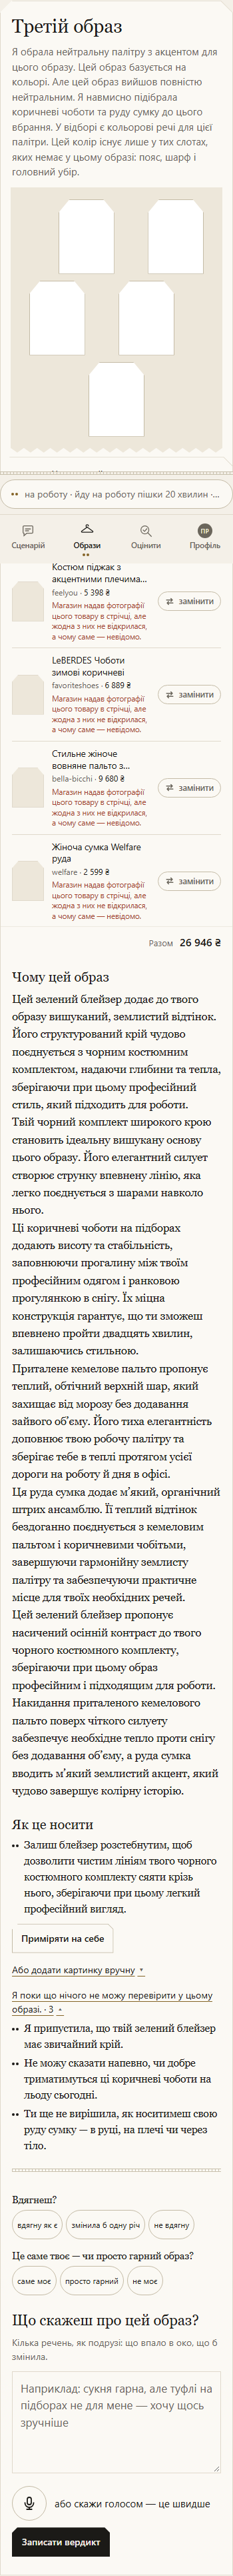 Третій образ
Я обрала нейтральну палітру з акцентом для
цього образу. Цей образ базується на
кольорі. Але цей образ вийшов повністю
нейтральним. Я навмисно підібрала
коричневі чоботи та руду сумку до цього
вбрання. У відборі є кольорові речі для цієї
палітри. Цей колір існує лише у тих слотах,
яких немає у цьому образі: пояс, шарф і
головний убір.
на роботу · йду на роботу пішки 20 хвилин ·...
Сценарій
Образи
Оцінити
ПР
Профіль
Костюм піджак з
акцентними плечима...
feelyou · 5 398 ₴
Магазин надав фотографії
цього товару в стрічці, але
жодна з них не відкрилася,
а чому саме — невідомо.
замінити
LeBERDES Чоботи
зимові коричневі
favoriteshoes · 6 889 ₴
Магазин надав фотографії
цього товару в стрічці, але
жодна з них не відкрилася,
а чому саме — невідомо.
замінити
Стильне жіноче
вовняне пальто з...
bella-bicchi · 9 680 ₴
Магазин надав фотографії
цього товару в стрічці, але
жодна з них не відкрилася,
а чому саме — невідомо.
замінити
Жіноча сумка Welfare
руда
welfare · 2 599 ₴
Магазин надав фотографії
цього товару в стрічці, але
жодна з них не відкрилася,
а чому саме — невідомо.
замінити
Разом 26 946 ₴
Чому цей образ
Цей зелений блейзер додає до твого
образу вишуканий, землистий відтінок.
Його структурований крій чудово
поєднується з чорним костюмним
комплектом, надаючи глибини та тепла,
зберігаючи при цьому професійний
стиль, який підходить для роботи.
Твій чорний комплект широкого крою
становить ідеальну вишукану основу
цього образу. Його елегантний силует
створює струнку впевнену лінію, яка
легко поєднується з шарами навколо
нього.
Ці коричневі чоботи на підборах
додають висоту та стабільність,
заповнюючи прогалину між твоїм
професійним одягом і ранковою
прогулянкою в снігу. Їх міцна
конструкція гарантує, що ти зможеш
впевнено пройти двадцять хвилин,
залишаючись стильною.
Приталене кемелове пальто пропонує
теплий, обтічний верхній шар, який
захищає від морозу без додавання
зайвого об’єму. Його тиха елегантність
доповнює твою робочу палітру та
зберігає тебе в теплі протягом усієї
дороги на роботу й дня в офісі.
Ця руда сумка додає м’який, органічний
штрих ансамблю. Її теплий відтінок
бездоганно поєднується з кемеловим
пальтом і коричневими чобітьми,
завершуючи гармонійну землисту
палітру та забезпечуючи практичне
місце для твоїх необхідних речей.
Цей зелений блейзер пропонує
насичений осінній контраст до твого
чорного костюмного комплекту,
зберігаючи при цьому образ
професійним і підходящим для роботи.
Накидання приталеного кемелового
пальто поверх чіткого силуету
забезпечує необхідне тепло проти снігу
без додавання об’єму, а руда сумка
вводить м’який землистий акцент, який
чудово завершує колірну історію.
Як це носити
Залиш блейзер розстебнутим, щоб
дозволити чистим лініям твого чорного
костюмного комплекту сяяти крізь
нього, зберігаючи при цьому легкий
професійний вигляд.
Приміряти на себе
Або додати картинку вручну
Я поки що нічого не можу перевірити у цьому
образі. · 3
Я припустила, що твій зелений блейзер
має звичайний крій.
Не можу сказати напевно, чи добре
триматимуться ці коричневі чоботи на
льоду сьогодні.
Ти ще не вирішила, як носитимеш свою
руду сумку — в руці, на плечі чи через
тіло.
Вдягнеш?
вдягну як є
змінила б одну річ
не вдягну
Це саме твоє — чи просто гарний образ?
саме моє
просто гарний
не моє
Що скажеш про цей образ?
Кілька речень, як подрузі: що впало в око, що б
змінила.
Наприклад: сукня гарна, але туфлі на
підборах не для мене — хочу щось
зручніше
або скажи голосом — це швидше
Записати вердикт